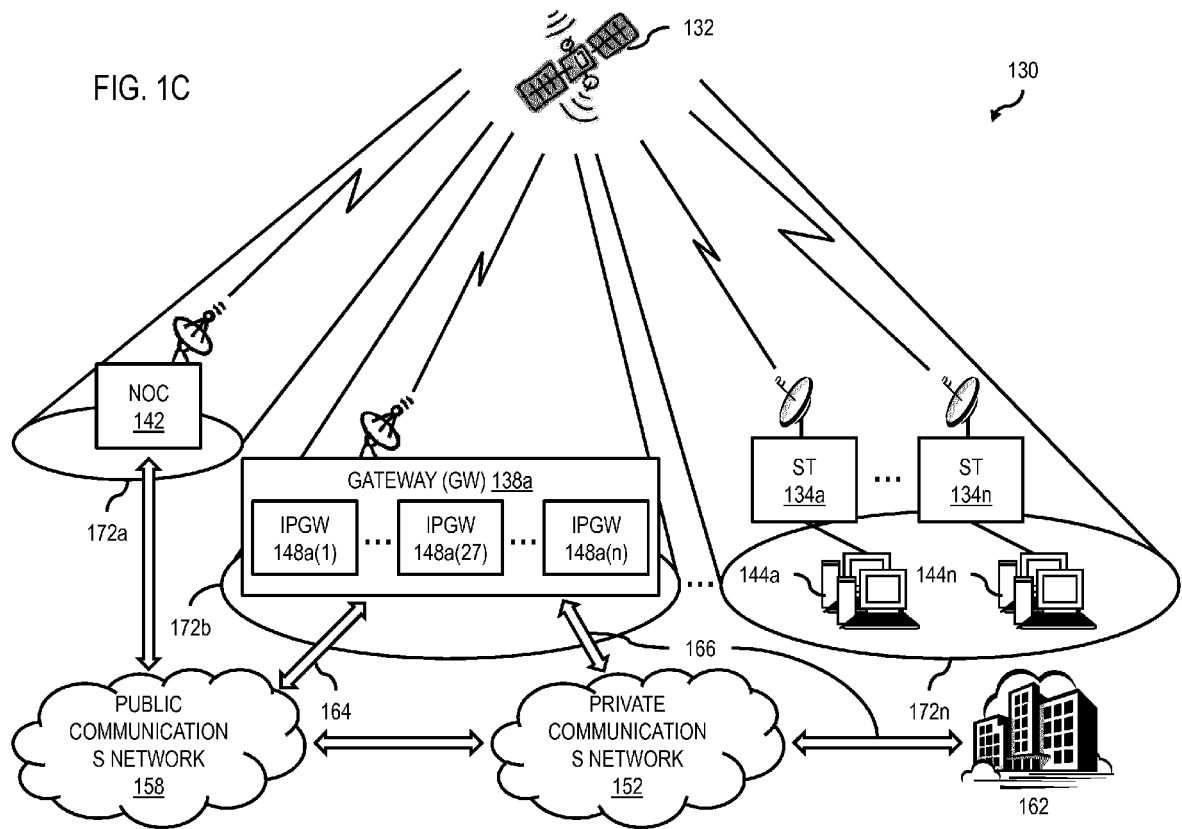 FIG. 1C
132
130
NOC
142
172a
GATEWAY (GW) 138a
IPGW
148a(1)
...
IPGW
148a(27)
...
IPGW
148a(n)
172b
...
ST
134a
...
ST
134n
144a
144n
172n
164
166
PUBLIC
COMMUNICATION
S NETWORK
158
PRIVATE
COMMUNICATION
S NETWORK
152
162